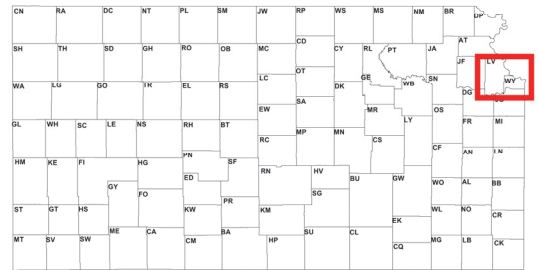 CN RA DC NT PL SM JW RP WS MS NM BR DP
AT
CD
SH TH SD GH RO OB MC CY RL PT JA
JF LV
OT
LC GE WB SN WY
WA LG GO TR EL RS DK
DG
SA
EW MR OS
LY
GL WH SC LE NS RH BT FR MI
MP MN
RC CS
CF
PN AN LN
HM KE FI HG SF
RN HV
ED BU GW
GY WO AL BB
FO SG
PR
ST GT HS KW KM WL NO
CR
EK
ME CA BA SU CL
MT SV SW CM HP MG LB CK
CQ